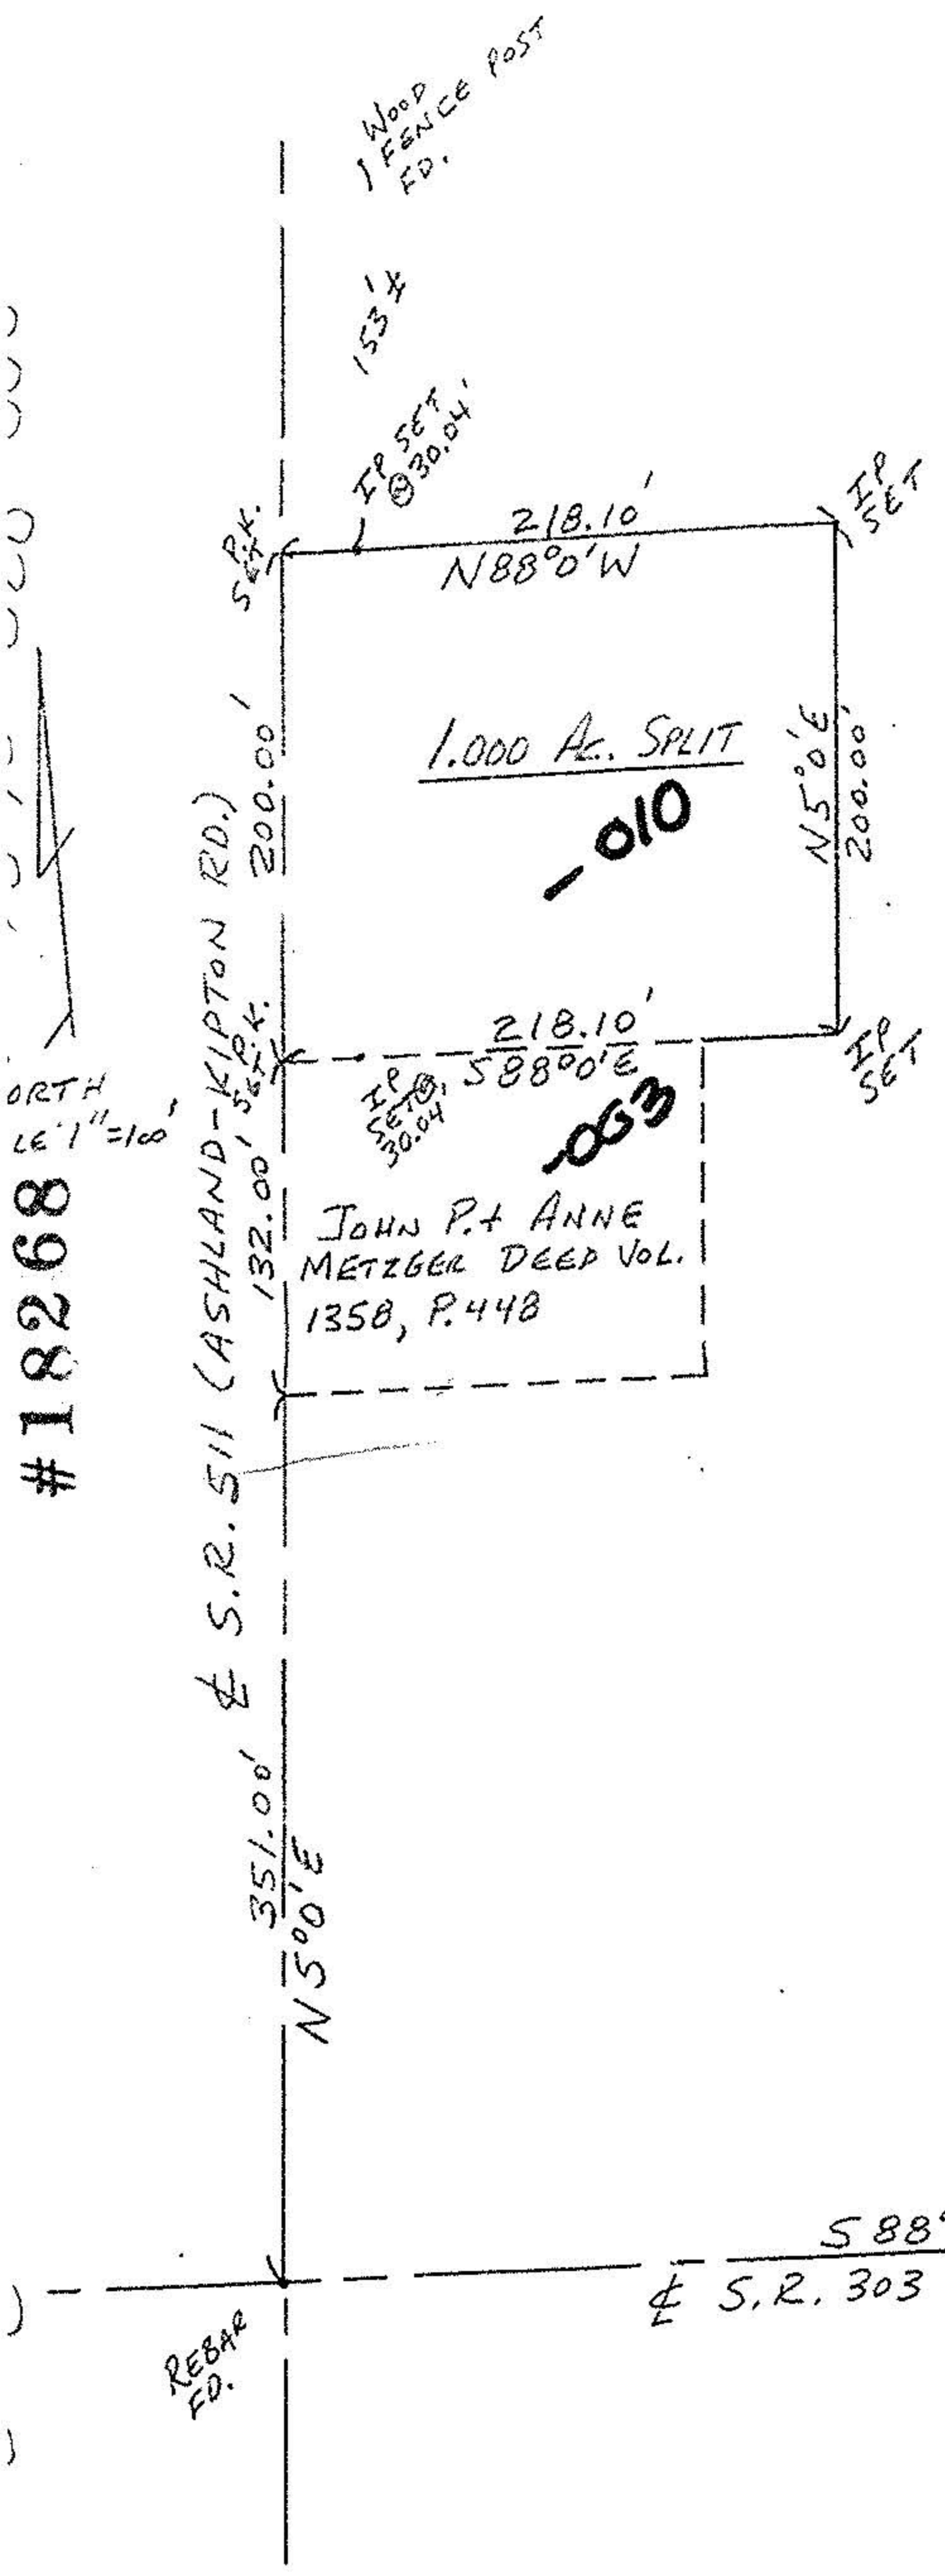 WOOD
FENCE POST
FD.
153'±
IP SET
@ 30.04'
P.K.
SET
218.10'
N88°0'W
IP
SET
200.00'
1.000 Ac. SPLIT
-010
N5°0'E
200.00'
℄ S.R. 511 (ASHLAND-KIPTON RD.)
P.K.
SET
218.10'
S88°0'E
IP
SET @
30.04'
IP
SET
-063
ORTH
LE 1"=100'
#18268
132.00'
JOHN P. + ANNE
METZGER DEED VOL.
1358, P.448
351.00'
N5°0'E
S88°
℄ S.R. 303
REBAR
FD.